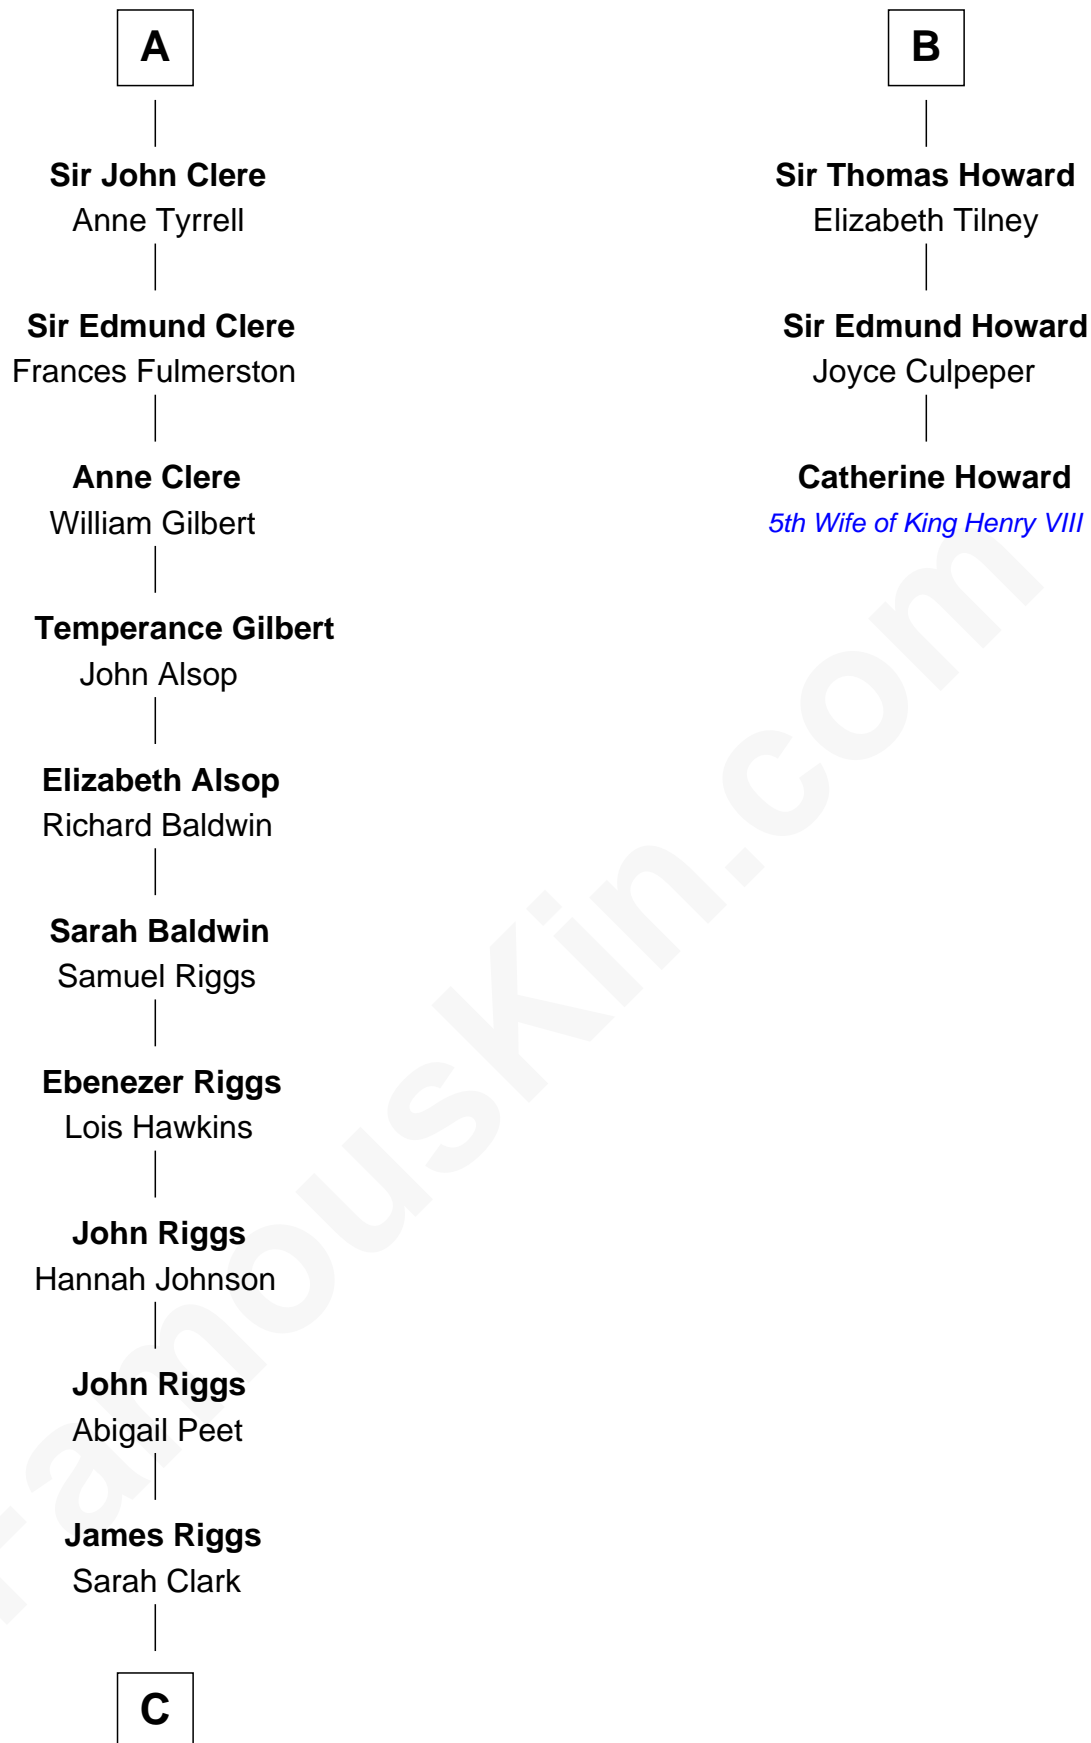 A
Sir John Clere
Anne Tyrrell
Sir Edmund Clere
Frances Fulmerston
Anne Clere
William Gilbert
Temperance Gilbert
John Alsop
Elizabeth Alsop
Richard Baldwin
Sarah Baldwin
Samuel Riggs
Ebenezer Riggs
Lois Hawkins
John Riggs
Hannah Johnson
John Riggs
Abigail Peet
James Riggs
Sarah Clark
C
B
Sir Thomas Howard
Elizabeth Tilney
Sir Edmund Howard
Joyce Culpeper
Catherine Howard
5th Wife of King Henry VIII
FamousKin.com